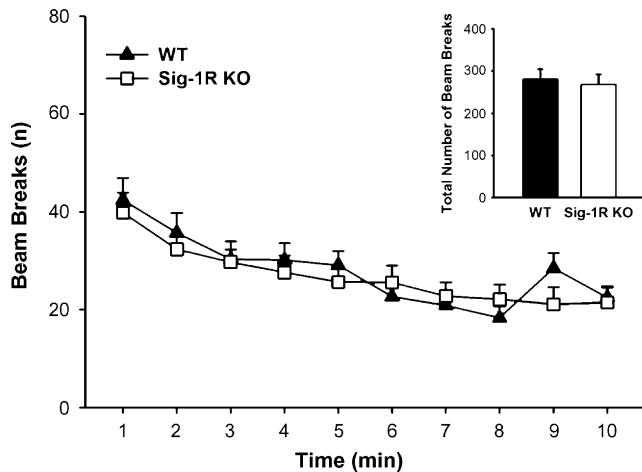 80
60
40
20
0
Beam Breaks (n)
WT
Sig-1R KO
1 2 3 4 5 6 7 8 9 10
Time (min)
Total Number of Beam Breaks
400
300
200
100
0
WT Sig-1R KO